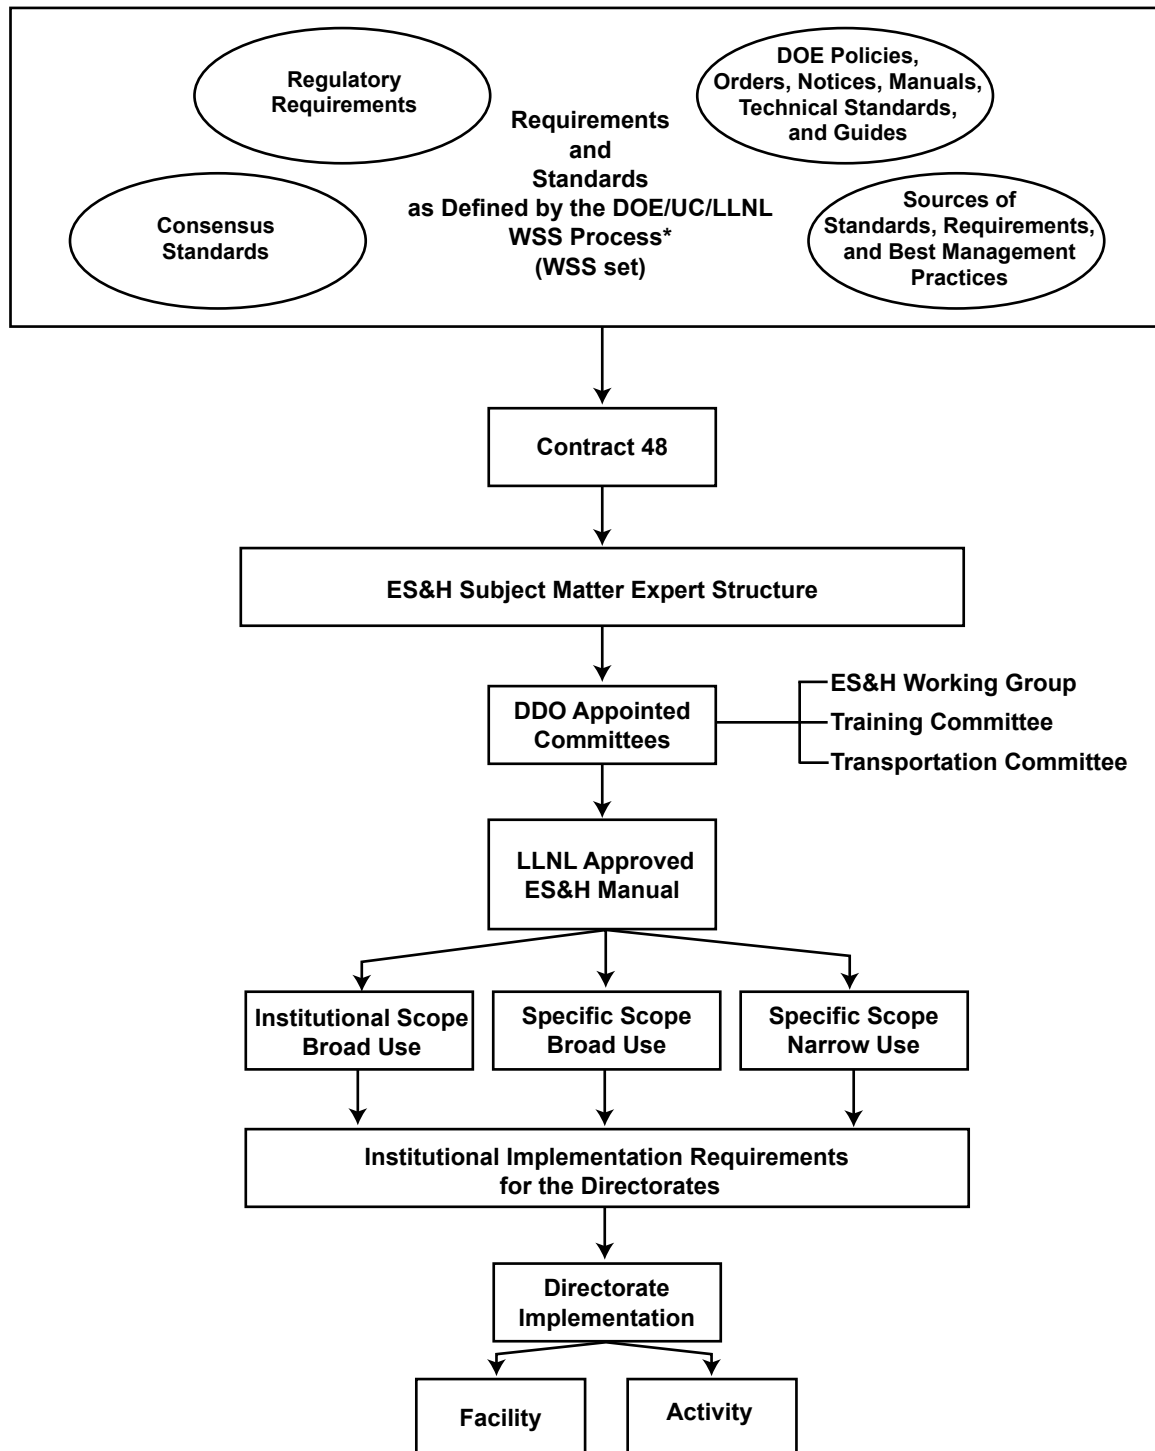 Regulatory
Requirements
DOE Policies,
Orders, Notices, Manuals,
Technical Standards,
and Guides
Requirements
and
Standards
as Defined by the DOE/UC/LLNL
WSS Process*
(WSS set)
Consensus
Standards
Sources of
Standards, Requirements,
and Best Management
Practices
Contract 48
ES&H Subject Matter Expert Structure
DDO Appointed
Committees
ES&H Working Group
Training Committee
Transportation Committee
LLNL Approved
ES&H Manual
Institutional Scope
Broad Use
Specific Scope
Broad Use
Specific Scope
Narrow Use
Institutional Implementation Requirements
for the Directorates
Directorate
Implementation
Facility
Activity